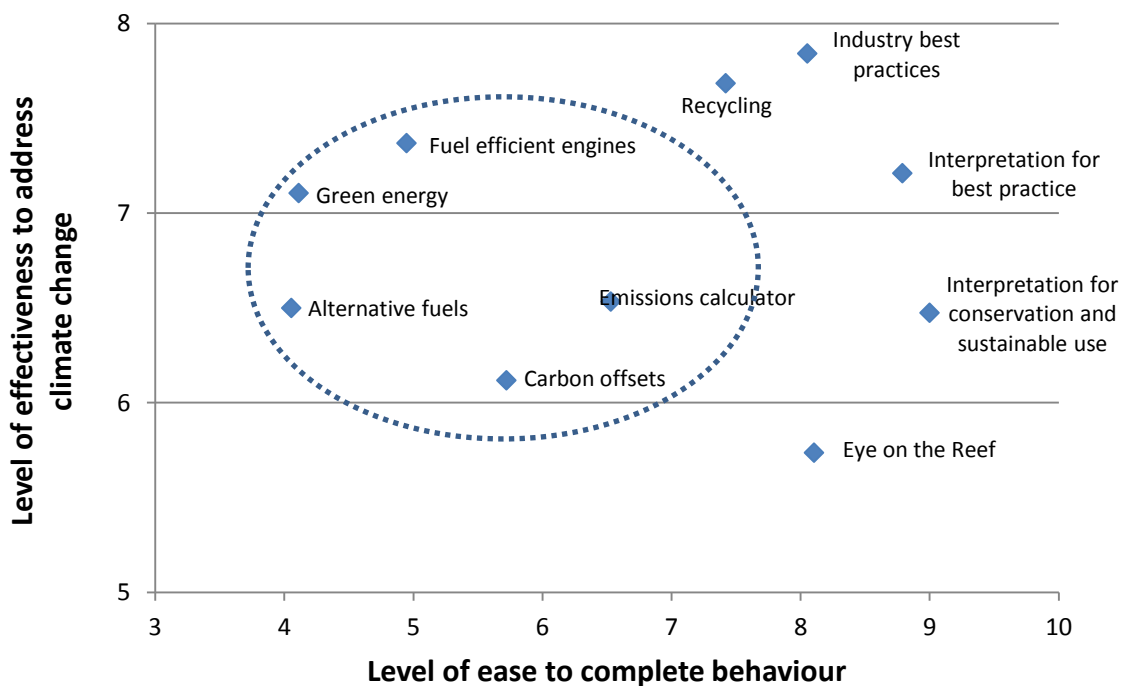 Level of effectiveness to address
climate change
8
7
6
5
Industry best
practices
Recycling
Fuel efficient engines
Interpretation for
best practice
Green energy
Alternative fuels
Emissions calculator
Interpretation for
conservation and
sustainable use
Carbon offsets
Eye on the Reef
3 4 5 6 7 8 9 10
Level of ease to complete behaviour